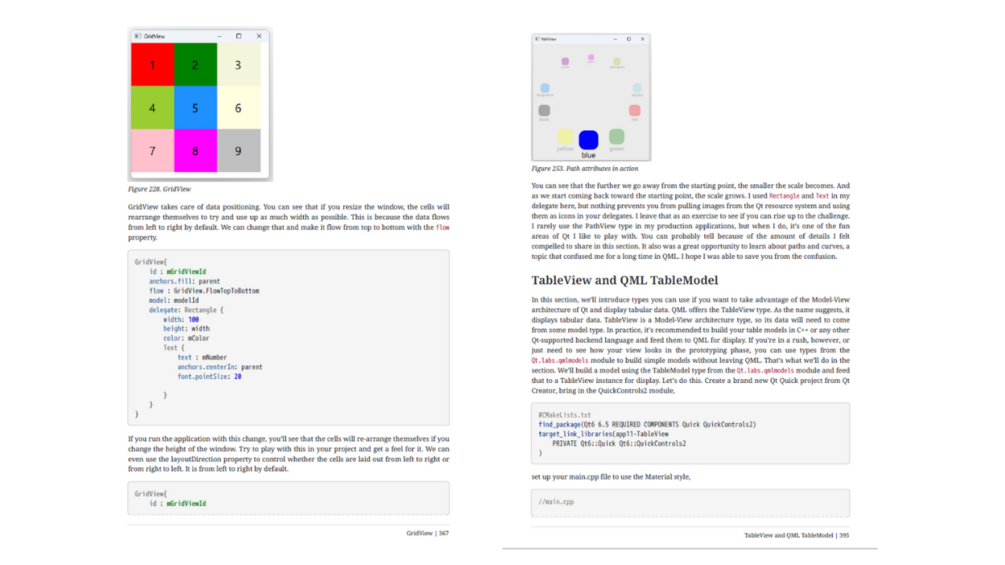 GridView
1 2 3
4 5 6
7 8 9
Figure 228. GridView
GridView takes care of data positioning. You can see that if you resize the window, the cells will
rearrange themselves to try and use up as much width as possible. This is because the data flows
from left to right by default. We can change that and make it flow from top to bottom with the flow
property.
GridView{
id : mGridViewId
anchors.fill: parent
flow : GridView.FlowTopToBottom
model: modelId
delegate: Rectangle {
width: 100
height: width
color: mColor
Text {
text : mNumber
anchors.centerIn: parent
font.pointSize: 20
}
}
}
If you run the application with this change, you'll see that the cells will re-arrange themselves if you
change the height of the window. Try to play with this in your project and get a feel for it. We can
even use the layoutDirection property to control whether the cells are laid out from left to right or
from right to left. It is from left to right by default.
GridView{
id : mGridViewId
GridView | 367
PathView
yellow
blue
green
Figure 253. Path attributes in action
You can see that the further we go away from the starting point, the smaller the scale becomes. And
as we start coming back toward the starting point, the scale grows. I used Rectangle and Text in my
delegate here, but nothing prevents you from pulling images from the Qt resource system and using
them as icons in your delegates. I leave that as an exercise to see if you can rise up to the challenge.
I rarely use the PathView type in my production applications, but when I do, it's one of the fun
areas of Qt I like to play with. You can probably tell because of the amount of details I felt
compelled to share in this section. It also was a great opportunity to learn about paths and curves, a
topic that confused me for a long time in QML. I hope I was able to save you from the confusion.
TableView and QML TableModel
In this section, we'll introduce types you can use if you want to take advantage of the Model-View
architecture of Qt and display tabular data. QML offers the TableView type. As the name suggests, it
displays tabular data. TableView is a Model-View architecture type, so its data will need to come
from some model type. In practice, it's recommended to build your table models in C++ or any other
Qt-supported backend language and feed them to QML for display. If you're in a rush, however, or
just need to see how your view looks in the prototyping phase, you can use types from the
Qt.labs.qmlmodels module to build simple models without leaving QML. That's what we'll do in the
section. We'll build a model using the TableModel type from the Qt.labs.qmlmodels module and feed
that to a TableView instance for display. Let's do this. Create a brand new Qt Quick project from Qt
Creator, bring in the QuickControls2 module,
#CMakeLists.txt
find_package(Qt6 6.5 REQUIRED COMPONENTS Quick QuickControls2)
target_link_libraries(app11-TableView
PRIVATE Qt6::Quick Qt6::QuickControls2
)
set up your main.cpp file to use the Material style,
//main.cpp
TableView and QML TableModel | 395